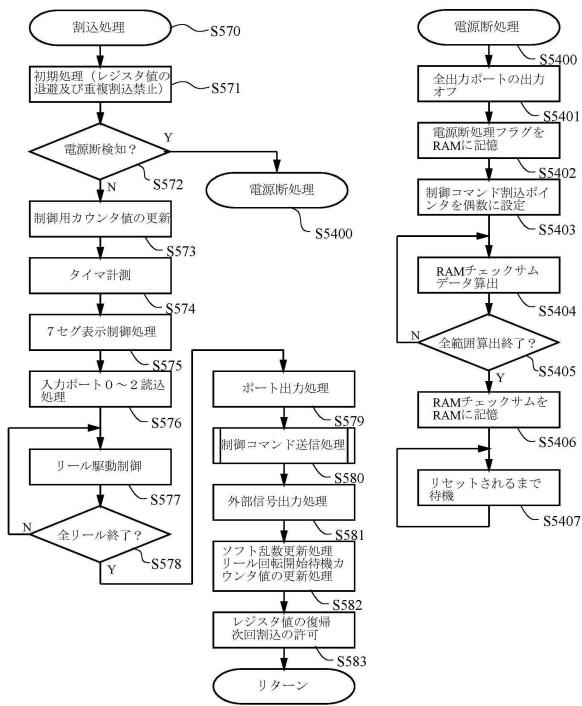 割込処理
S570
初期処理（レジスタ値の
退避及び重複割込禁止）
S571
電源断検知？
Y
N
S572
電源断処理
S5400
制御用カウンタ値の更新
S573
タイマ計測
S574
７セグ表示制御処理
S575
入力ポート０～２読込
処理
S576
リール駆動制御
S577
全リール終了？
N
Y
S578
ポート出力処理
S579
制御コマンド送信処理
S580
外部信号出力処理
S581
ソフト乱数更新処理
リール回転開始待機カ
ウンタ値の更新処理
S582
レジスタ値の復帰
次回割込の許可
S583
リターン
電源断処理
S5400
全出力ポートの出力
オフ
S5401
電源断処理フラグを
RAMに記憶
S5402
制御コマンド割込ポイ
ンタを偶数に設定
S5403
RAMチェックサム
データ算出
S5404
全範囲算出終了？
N
Y
S5405
RAMチェックサムを
RAMに記憶
S5406
リセットされるまで
待機
S5407